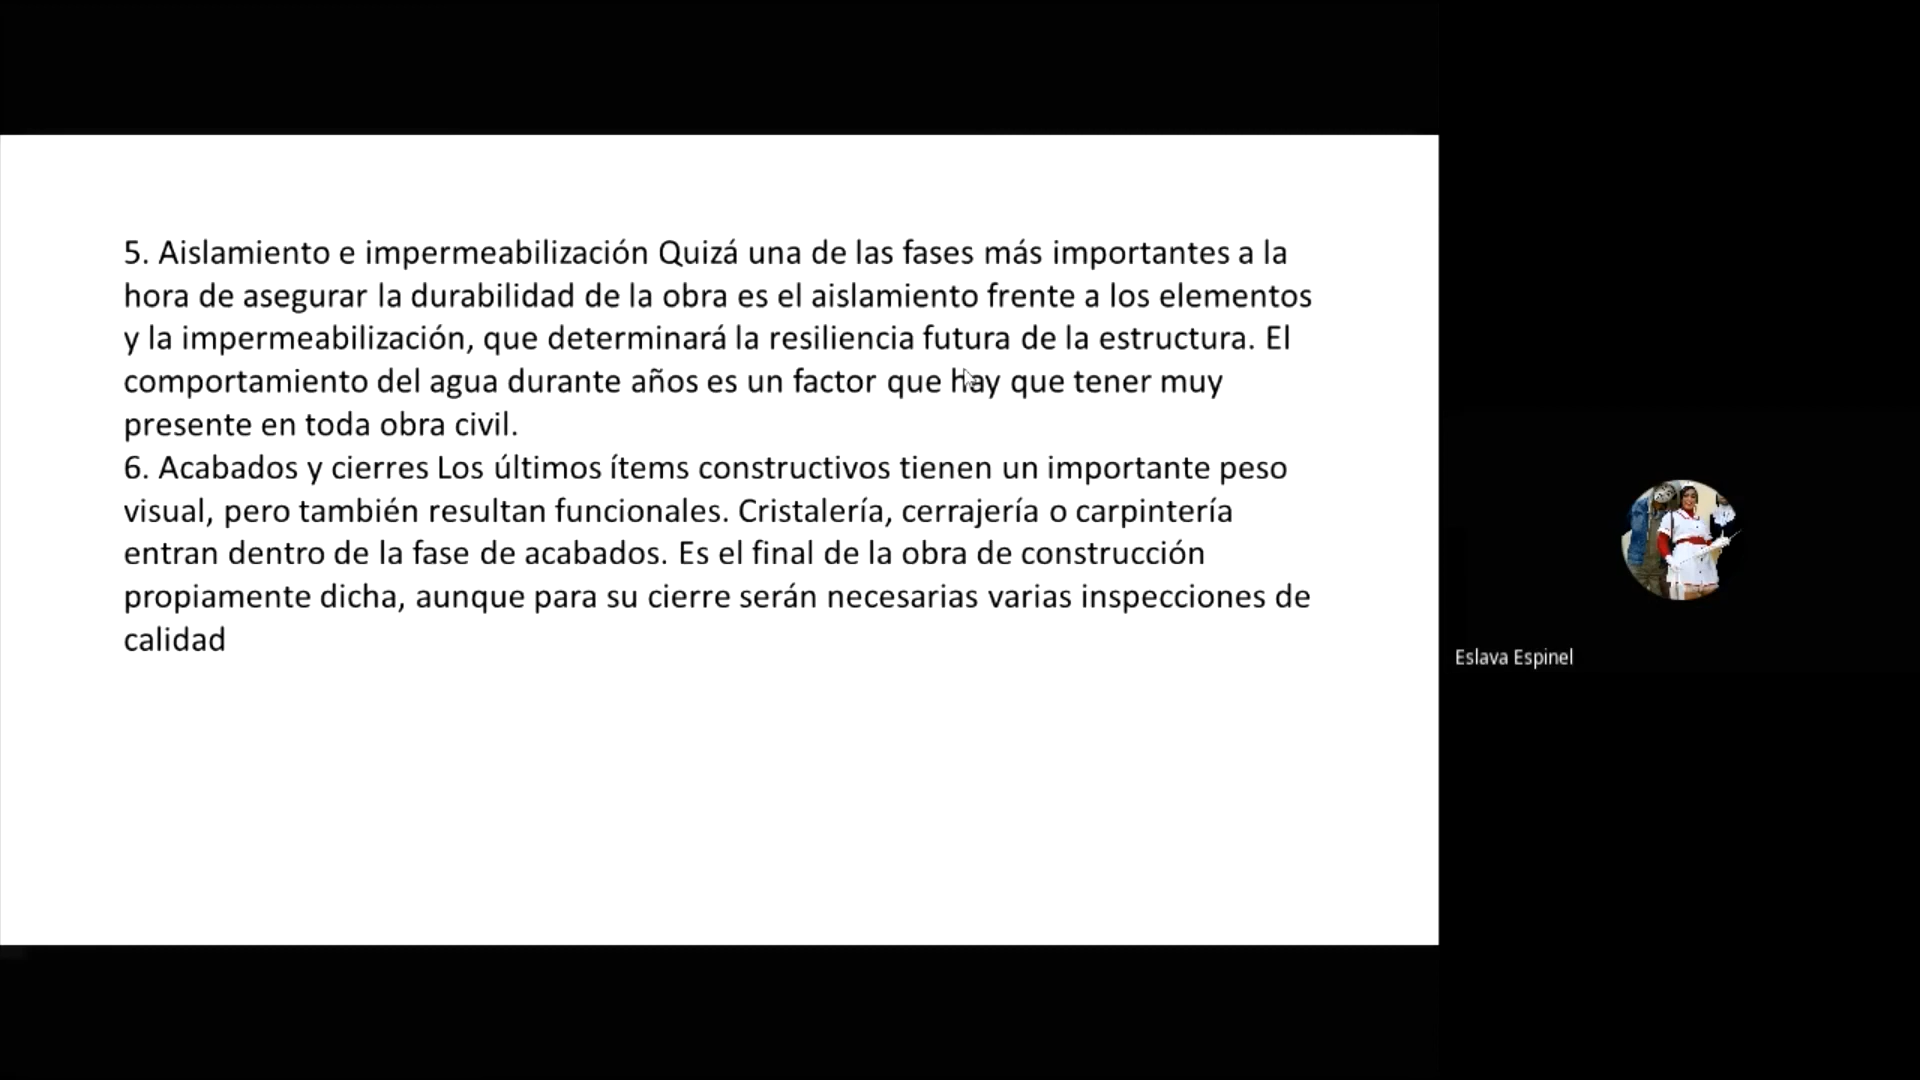 5. Aislamiento e impermeabilización Quizá una de las fases más importantes a la
hora de asegurar la durabilidad de la obra es el aislamiento frente a los elementos
y la impermeabilización, que determinará la resiliencia futura de la estructura. El
comportamiento del agua durante años es un factor que hay que tener muy
presente en toda obra civil.
6. Acabados y cierres Los últimos ítems constructivos tienen un importante peso
visual, pero también resultan funcionales. Cristalería, cerrajería o carpintería
entran dentro de la fase de acabados. Es el final de la obra de construcción
propiamente dicha, aunque para su cierre serán necesarias varias inspecciones de
calidad
Eslava Espinel